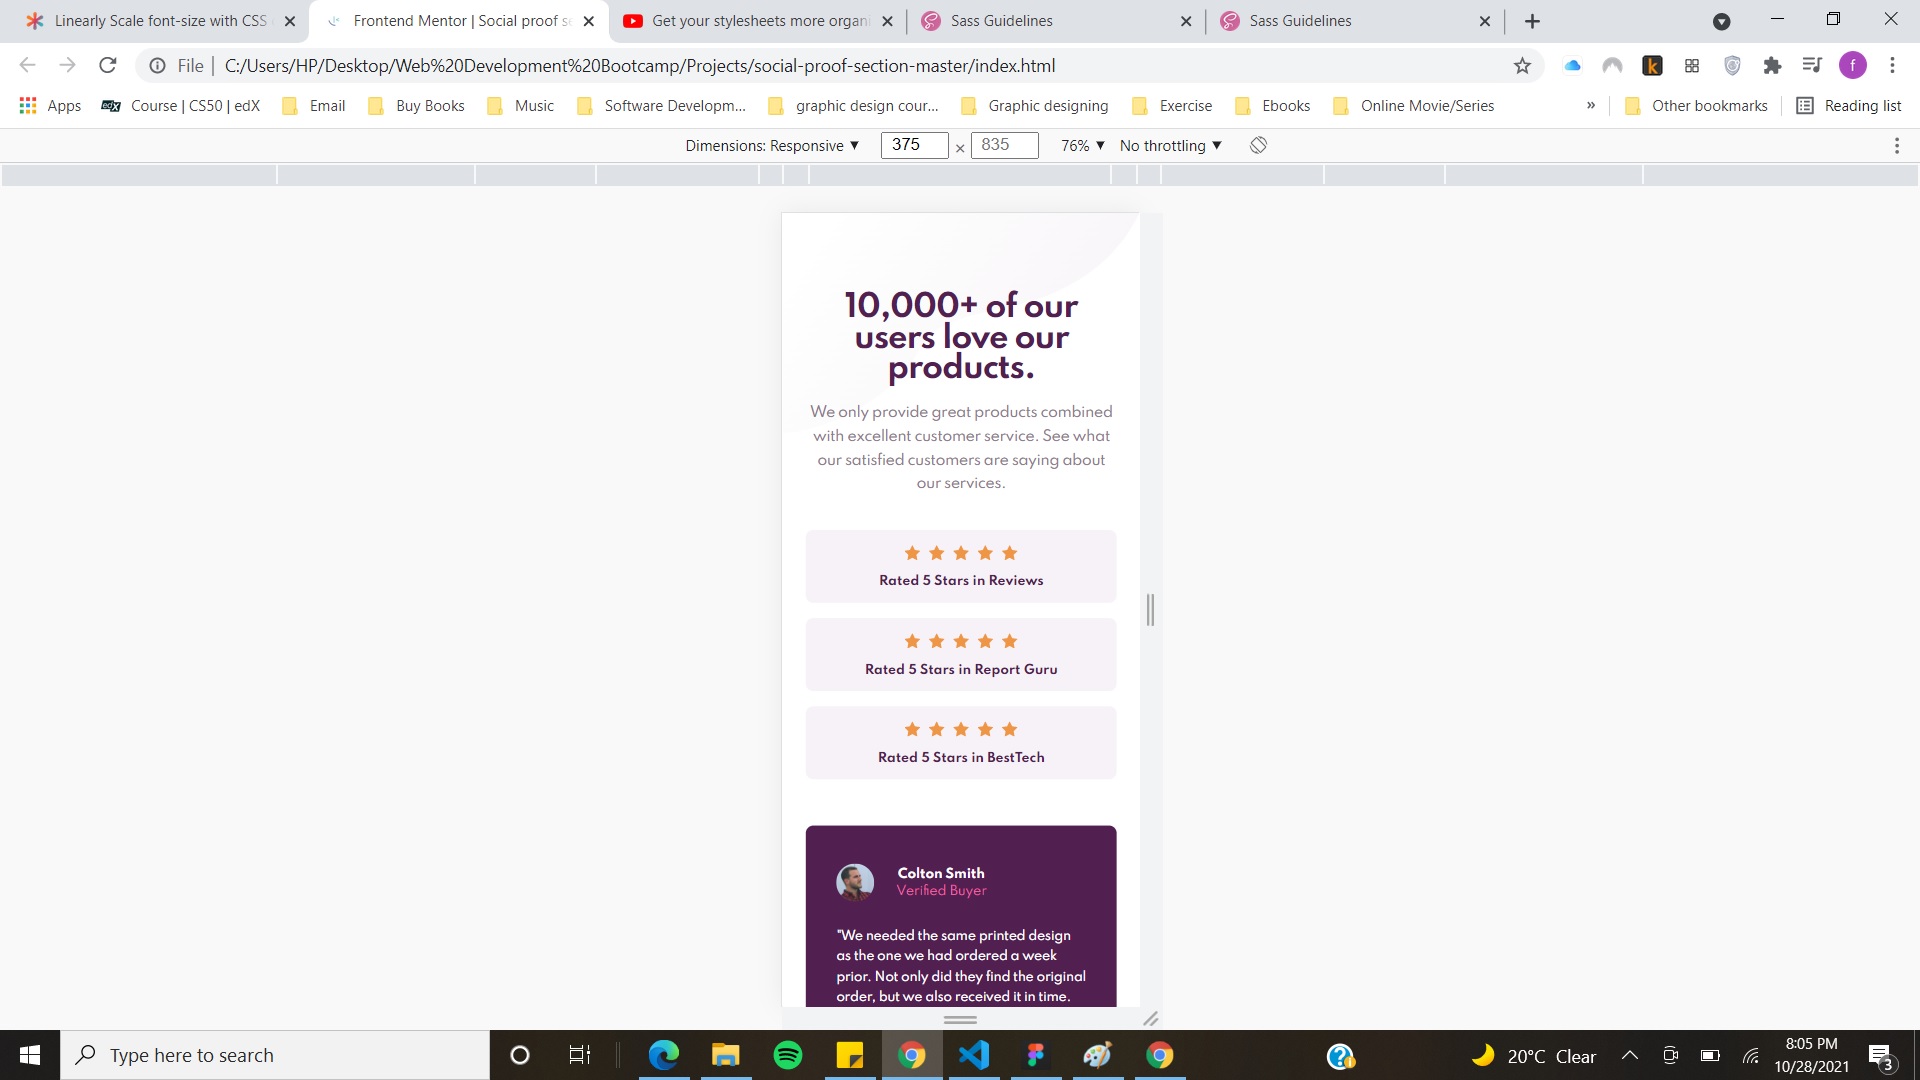 Linearly Scale font-size with CSS
Frontend Mentor | Social proof se
Get your stylesheets more organi
Sass Guidelines
Sass Guidelines
File
C:/Users/HP/Desktop/Web%20Development%20Bootcamp/Projects/social-proof-section-master/index.html
k
f
Apps
edX
Course | CS50 | edX
Email
Buy Books
Music
Software Developm...
graphic design cour...
Graphic designing
Exercise
Ebooks
Online Movie/Series
»
Other bookmarks
Reading list
Dimensions: Responsive
375
×
835
76%
No throttling
10,000+ of our
users love our
products.
We only provide great products combined
with excellent customer service. See what
our satisfied customers are saying about
our services.
Rated 5 Stars in Reviews
Rated 5 Stars in Report Guru
Rated 5 Stars in BestTech
Colton Smith
Verified Buyer
"We needed the same printed design
as the one we had ordered a week
prior. Not only did they find the original
order, but we also received it in time.
Type here to search
20°C Clear
8:05 PM
10/28/2021
3